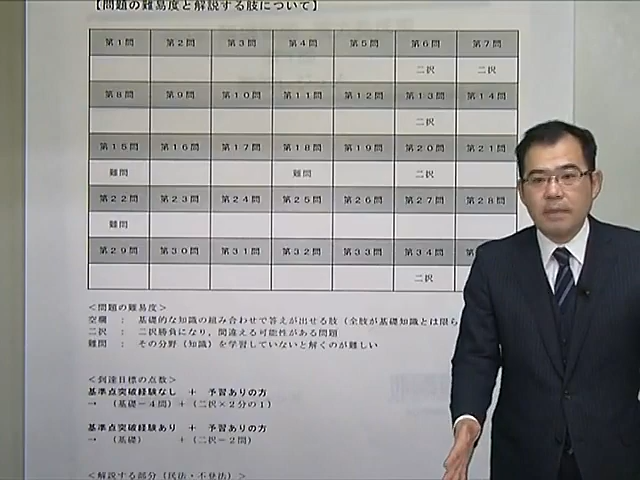 【問題の難易度と解説する肢について】
第1問 第2問 第3問 第4問 第5問 第6問 第7問
二択 二択
第8問 第9問 第10問 第11問 第12問 第13問 第14問
二択
第15問 第16問 第17問 第18問 第19問 第20問 第21問
難問 難問 二択
第22問 第23問 第24問 第25問 第26問 第27問 第28問
難問
第29問 第30問 第31問 第32問 第33問 第34問
二択
＜問題の難易度＞
空欄 ： 基礎的な知識の組み合わせで答えが出せる肢（全肢が基礎知識とは限ら
二択 ： 二択勝負になり、間違える可能性がある問題
難問 ： その分野（知識）を学習していないと解くのが難しい
＜到達目標の点数＞
基準点突破経験なし ＋ 予習ありの方
→ （基礎－4問）＋（二択×2分の1）
基準点突破経験あり ＋ 予習ありの方
→ （基礎） ＋（二択－2問）
＜解説する部分（民法・不登法）＞